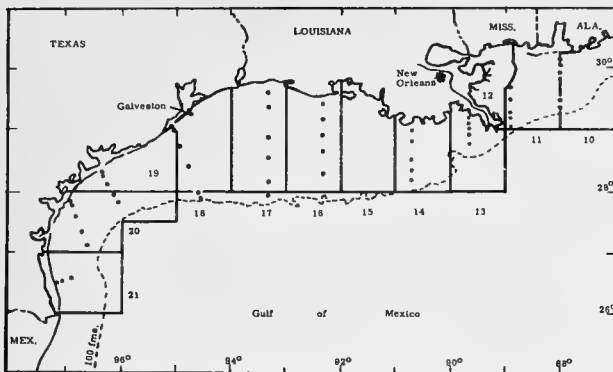 MISS.
ALA.
TEXAS
LOUISIANA
30°
New
Orleans
12
Galveston
11
10
19
28°
18
17
16
15
14
13
20
21
26°
Gulf of Mexico
MEX.
100 fms.
96°
94°
92°
90°
88°